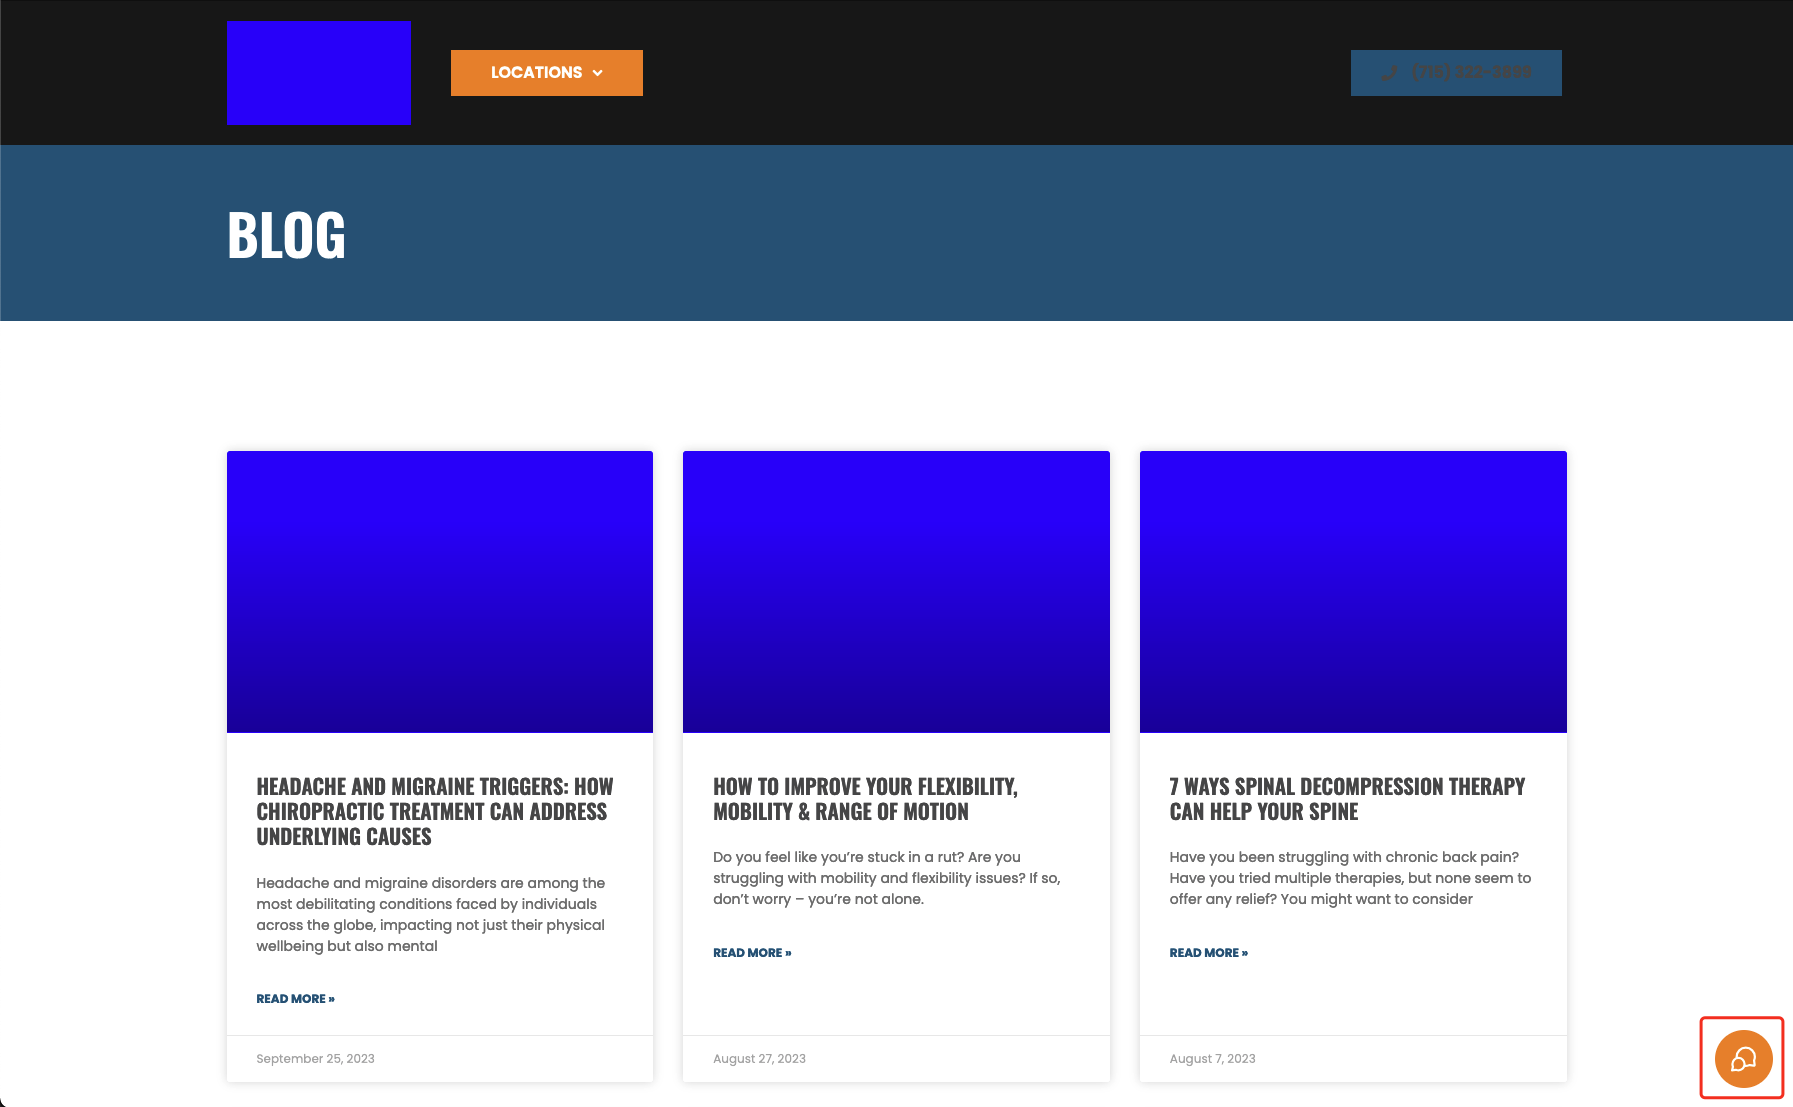 LOCATIONS
BLOG
HEADACHE AND MIGRAINE TRIGGERS: HOW
CHIROPRACTIC TREATMENT CAN ADDRESS
UNDERLYING CAUSES
Headache and migraine disorders are among the
most debilitating conditions faced by individuals
across the globe, impacting not just their physical
wellbeing but also mental
READ MORE »
September 25, 2023
HOW TO IMPROVE YOUR FLEXIBILITY,
MOBILITY & RANGE OF MOTION
Do you feel like you’re stuck in a rut? Are you
struggling with mobility and flexibility issues? If so,
don’t worry – you’re not alone.
READ MORE »
August 27, 2023
7 WAYS SPINAL DECOMPRESSION THERAPY
CAN HELP YOUR SPINE
Have you been struggling with chronic back pain?
Have you tried multiple therapies, but none seem to
offer any relief? You might want to consider
READ MORE »
August 7, 2023